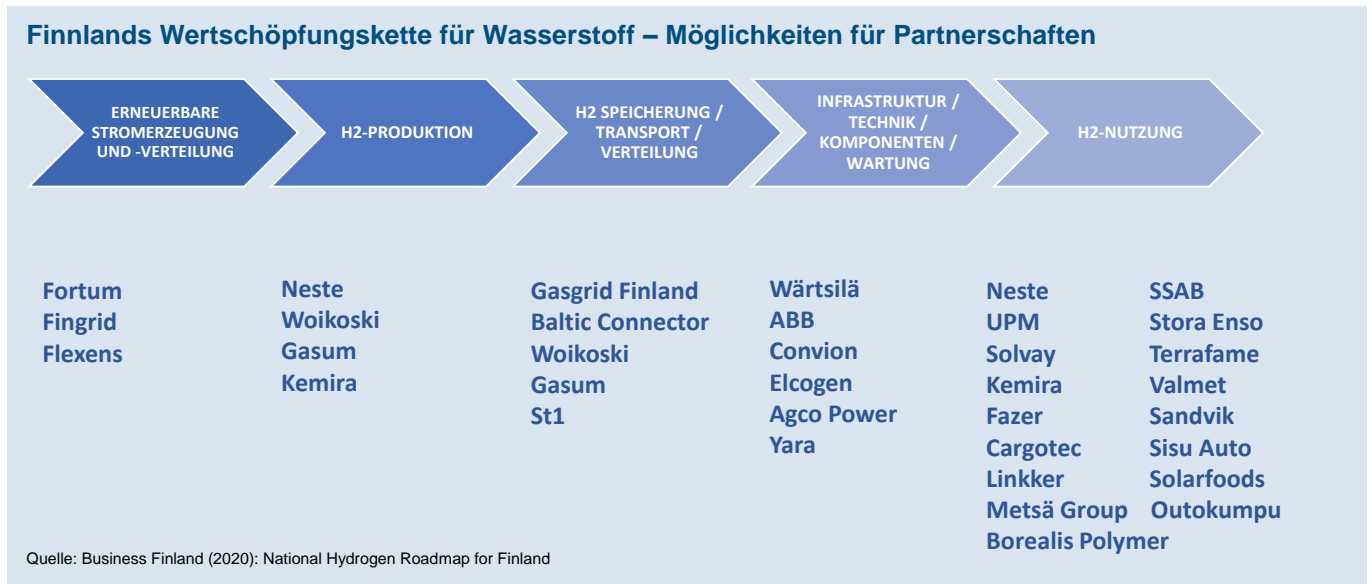 Finnlands Wertschöpfungskette für Wasserstoff – Möglichkeiten für Partnerschaften
ERNEUERBARE
STROMERZEUGUNG
UND -VERTEILUNG
H2-PRODUKTION
H2 SPEICHERUNG /
TRANSPORT /
VERTEILUNG
INFRASTRUKTUR /
TECHNIK /
KOMPONENTEN /
WARTUNG
H2-NUTZUNG
Fortum
Fingrid
Flexens
Neste
Woikoski
Gasum
Kemira
Gasgrid Finland
Baltic Connector
Woikoski
Gasum
St1
Wärtsilä
ABB
Convion
Elcogen
Agco Power
Yara
Neste
UPM
Solvay
Kemira
Fazer
Cargotec
Linkker
Metsä Group
Borealis Polymer
SSAB
Stora Enso
Terrafame
Valmet
Sandvik
Sisu Auto
Solarfoods
Outokumpu
Quelle: Business Finland (2020): National Hydrogen Roadmap for Finland